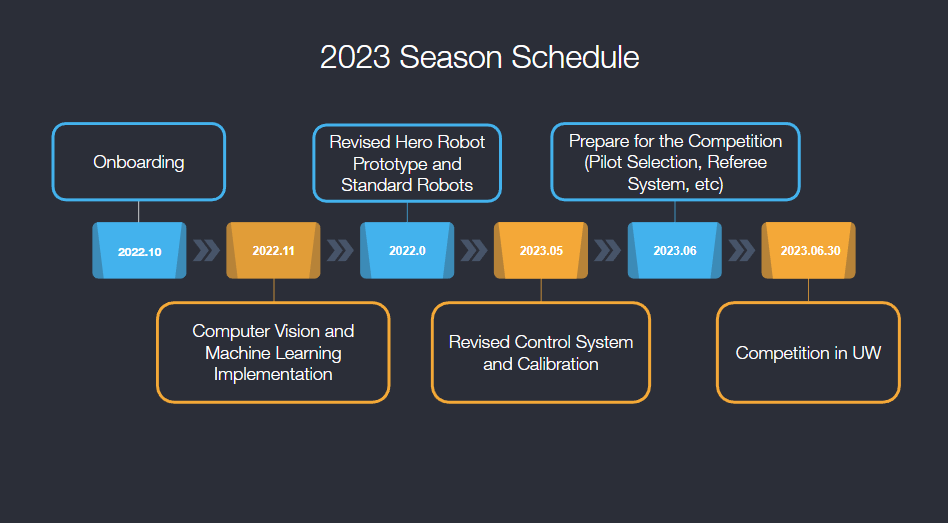 2023 Season Schedule
Onboarding
Revised Hero Robot
Prototype and
Standard Robots
Prepare for the Competition
(Pilot Selection, Referee
System, etc)
2022.10
2022.11
2022.0
2023.05
2023.06
2023.06.30
Computer Vision and
Machine Learning
Implementation
Revised Control System
and Calibration
Competition in UW